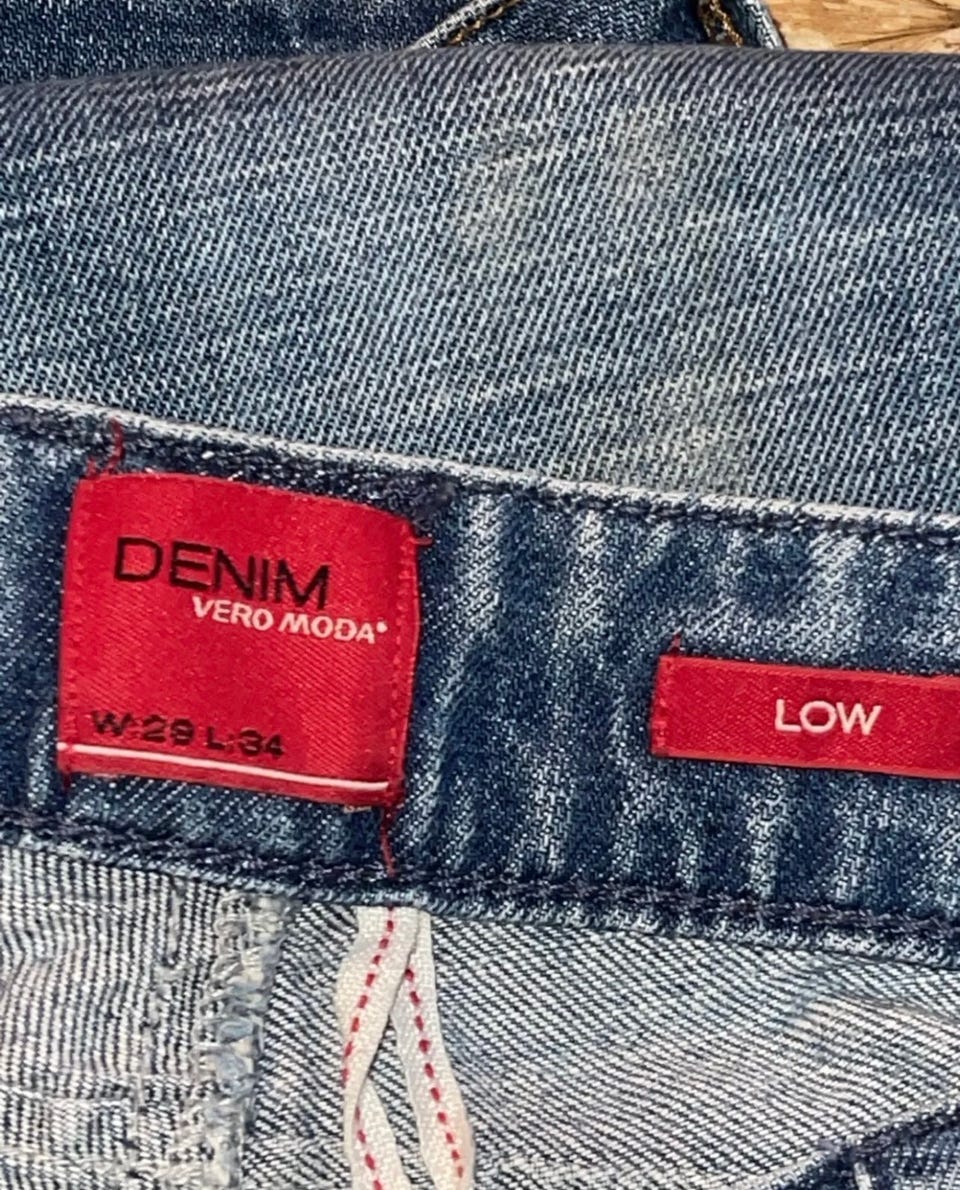 DENIM
VERO MODA®
W:29 L:34
LOW